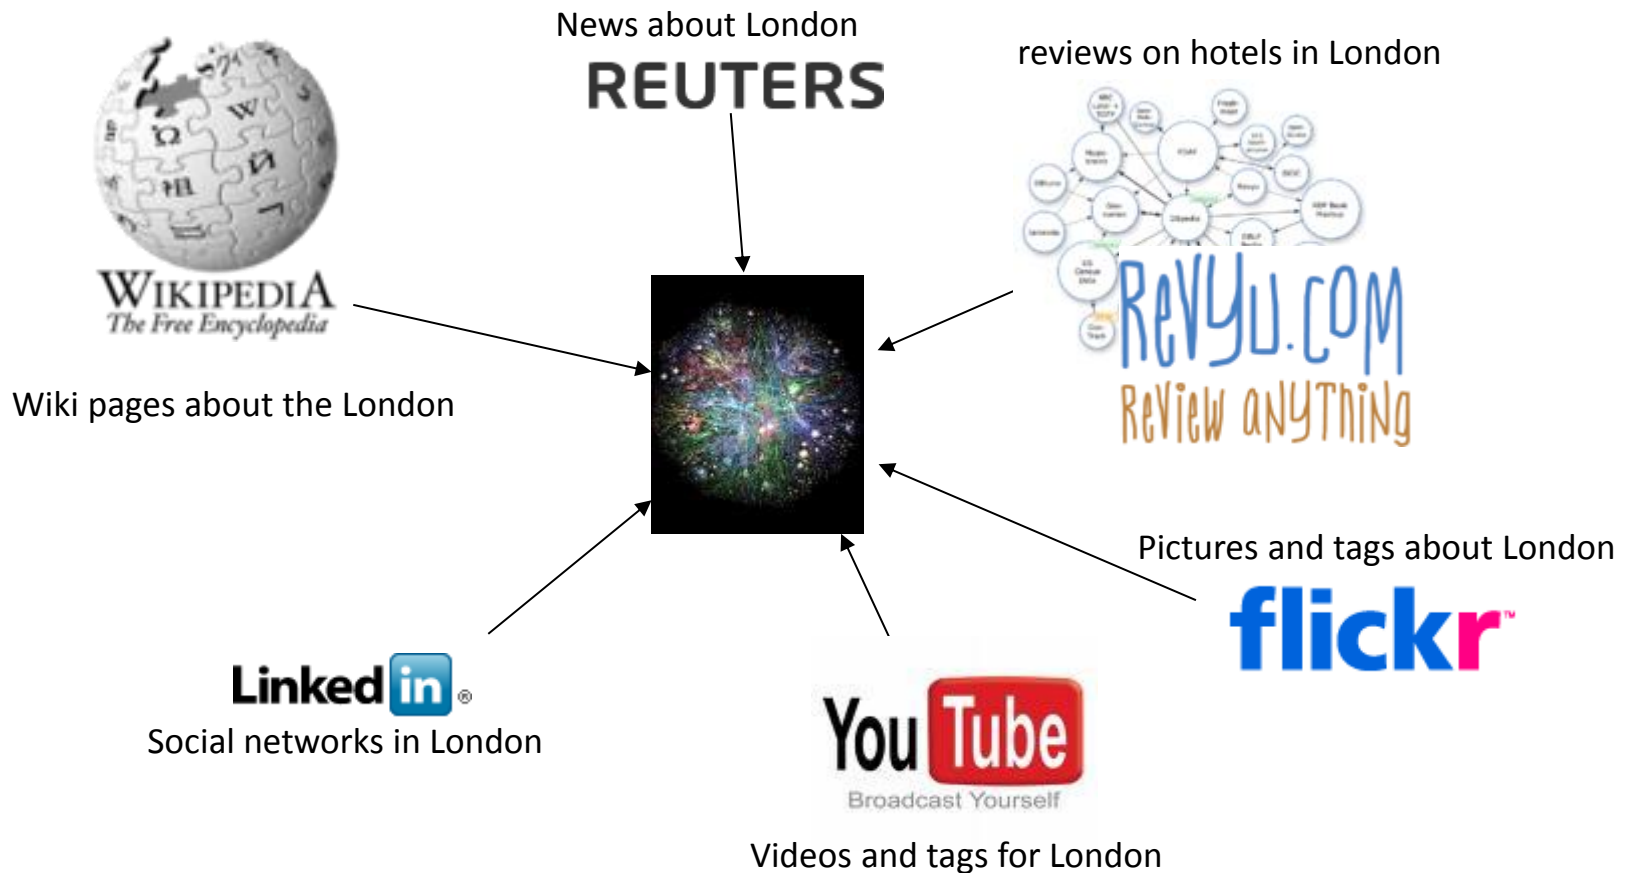 News about London
REUTERS
reviews on hotels in London
WIKIPEDIA
The Free Encyclopedia
Revyu.com
Review anything
Wiki pages about the London
Pictures and tags about London
flickr™
Linked in®
Social networks in London
You Tube
Broadcast Yourself
Videos and tags for London